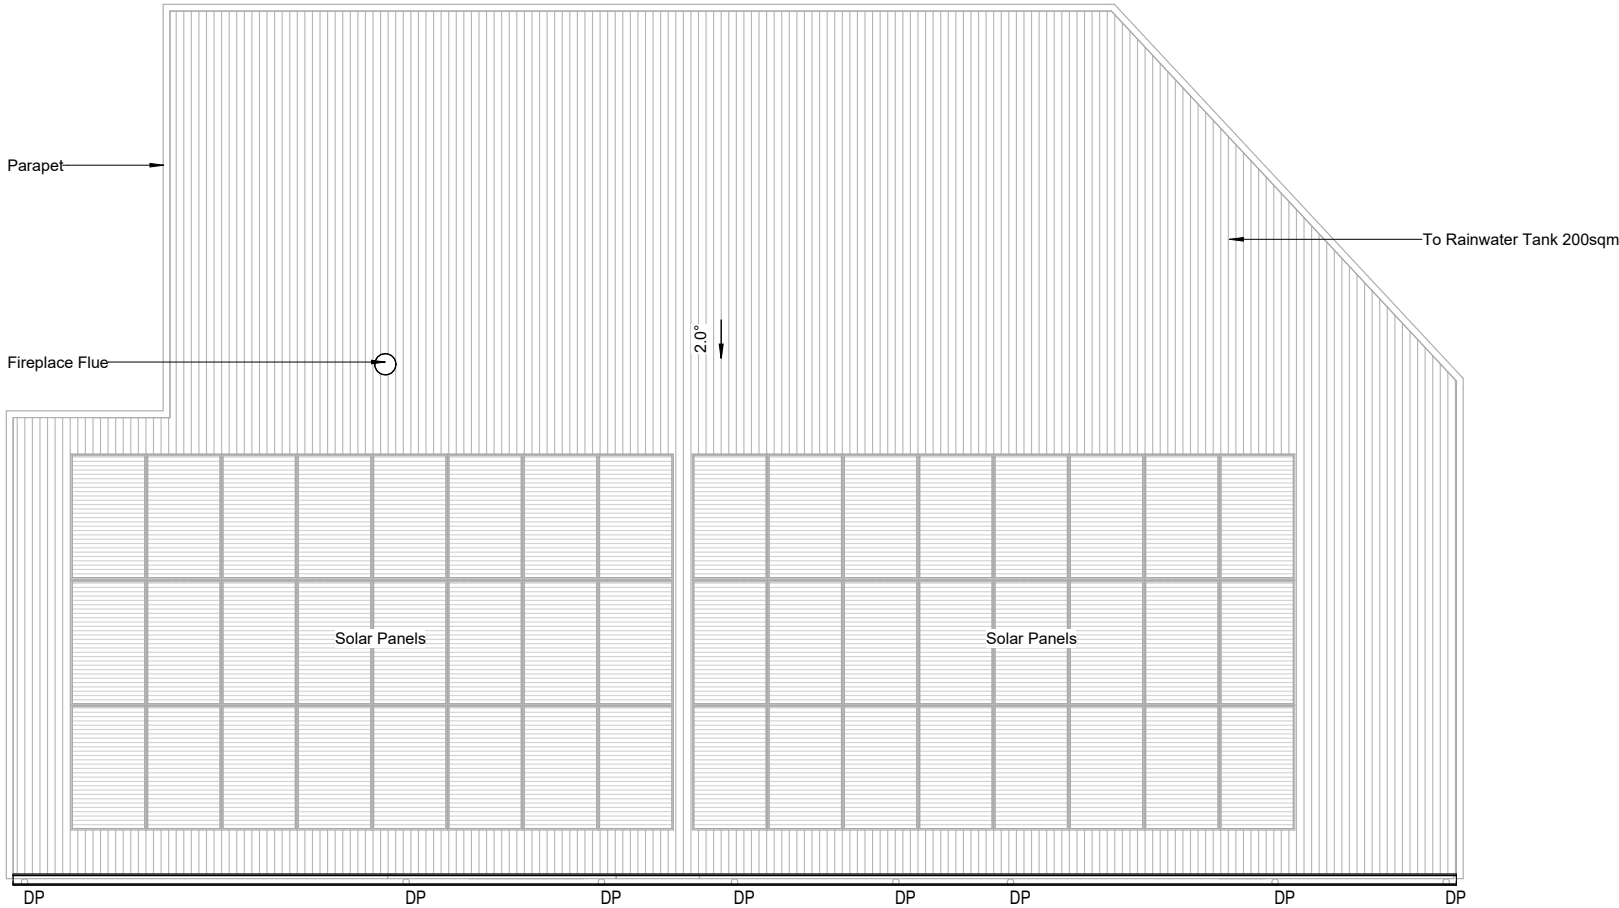 Parapet
To Rainwater Tank 200sqm
2.0°
Fireplace Flue
Solar Panels
Solar Panels
DP
DP
DP
DP
DP
DP
DP
DP